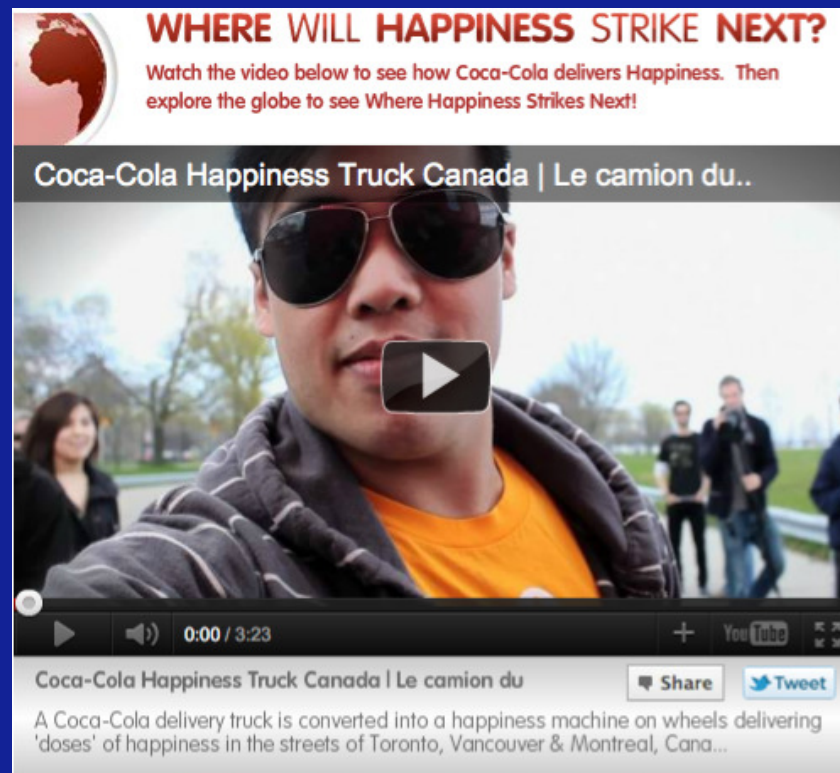 WHERE WILL HAPPINESS STRIKE NEXT?
Watch the video below to see how Coca-Cola delivers Happiness. Then
explore the globe to see Where Happiness Strikes Next!
Coca-Cola Happiness Truck Canada | Le camion du..
0:00 / 3:23
YouTube
Coca-Cola Happiness Truck Canada | Le camion du
Share
Tweet
A Coca-Cola delivery truck is converted into a happiness machine on wheels delivering
'doses' of happiness in the streets of Toronto, Vancouver & Montreal, Cana...